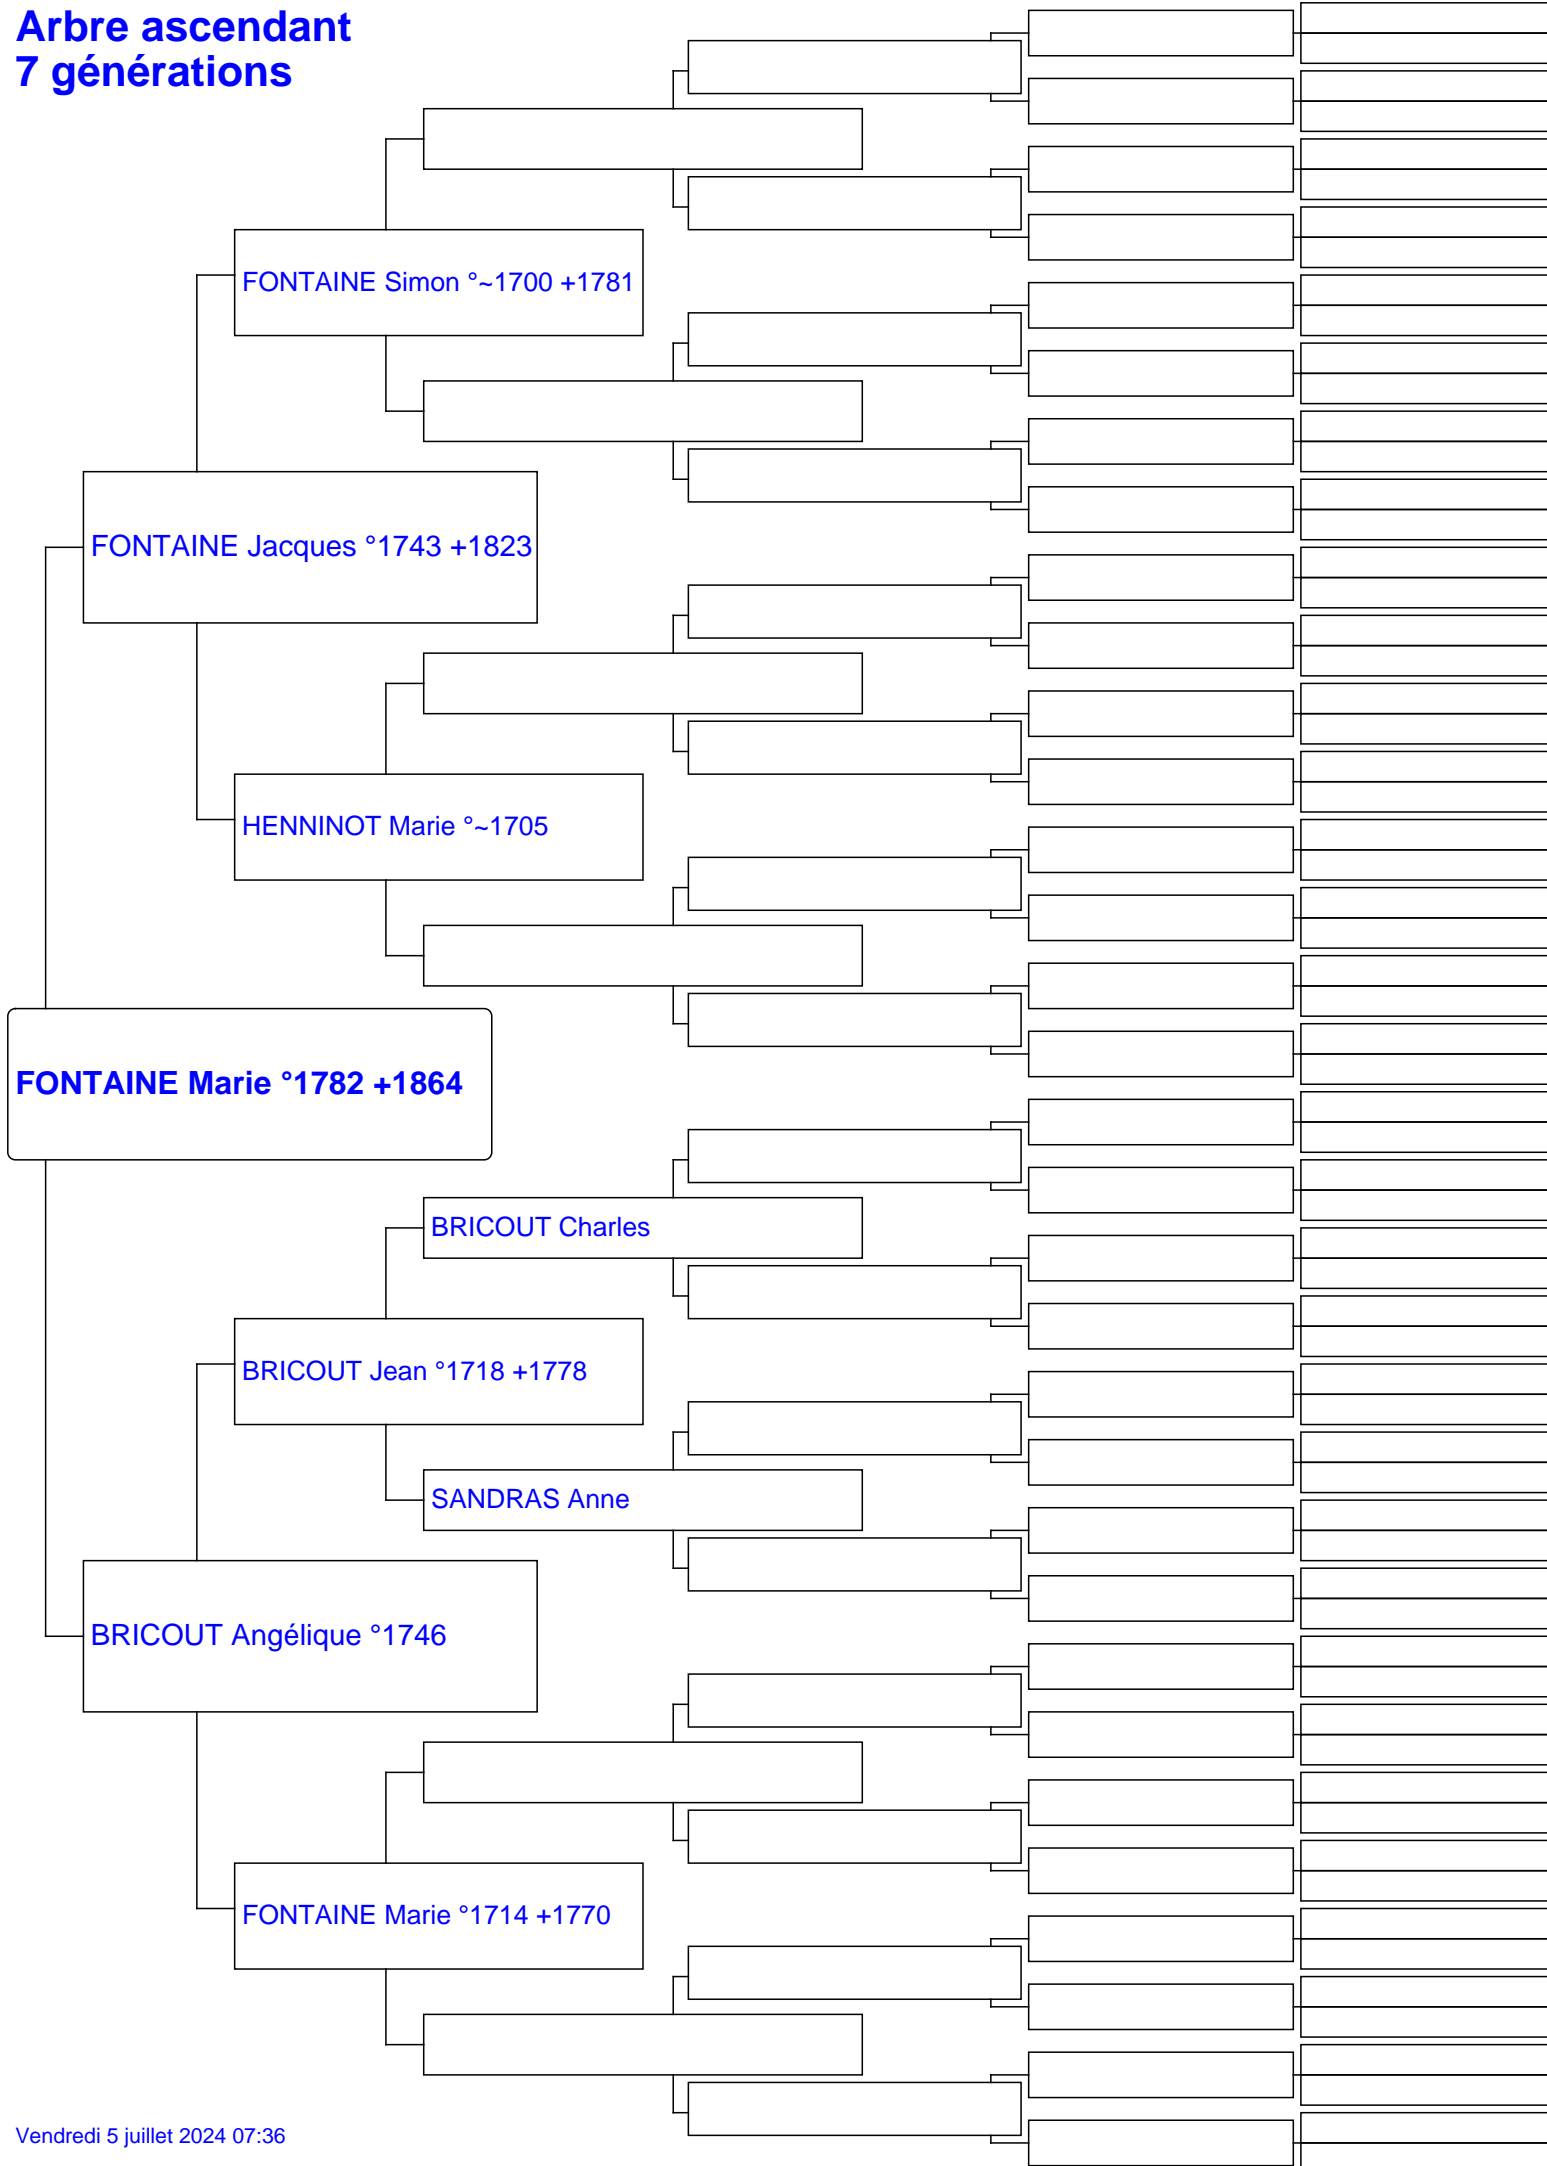 Arbre ascendant
7 générations
FONTAINE Simon °~1700 +1781
FONTAINE Jacques °1743 +1823
HENNINOT Marie °~1705
FONTAINE Marie °1782 +1864
BRICOUT Charles
BRICOUT Jean °1718 +1778
SANDRAS Anne
BRICOUT Angélique °1746
FONTAINE Marie °1714 +1770
Vendredi 5 juillet 2024 07:36